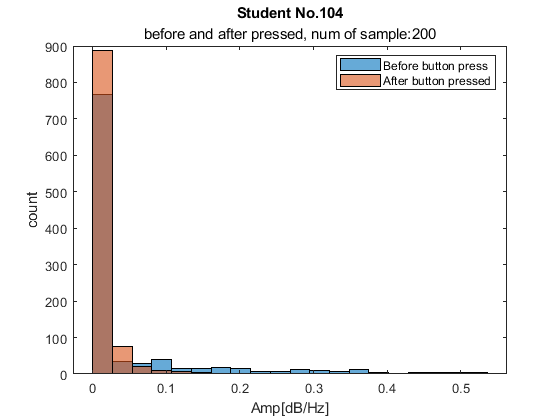 Student No.104
before and after pressed, num of sample:200
Before button press
After button pressed
900
800
700
600
500
400
300
200
100
0
count
0 0.1 0.2 0.3 0.4 0.5
Amp[dB/Hz]